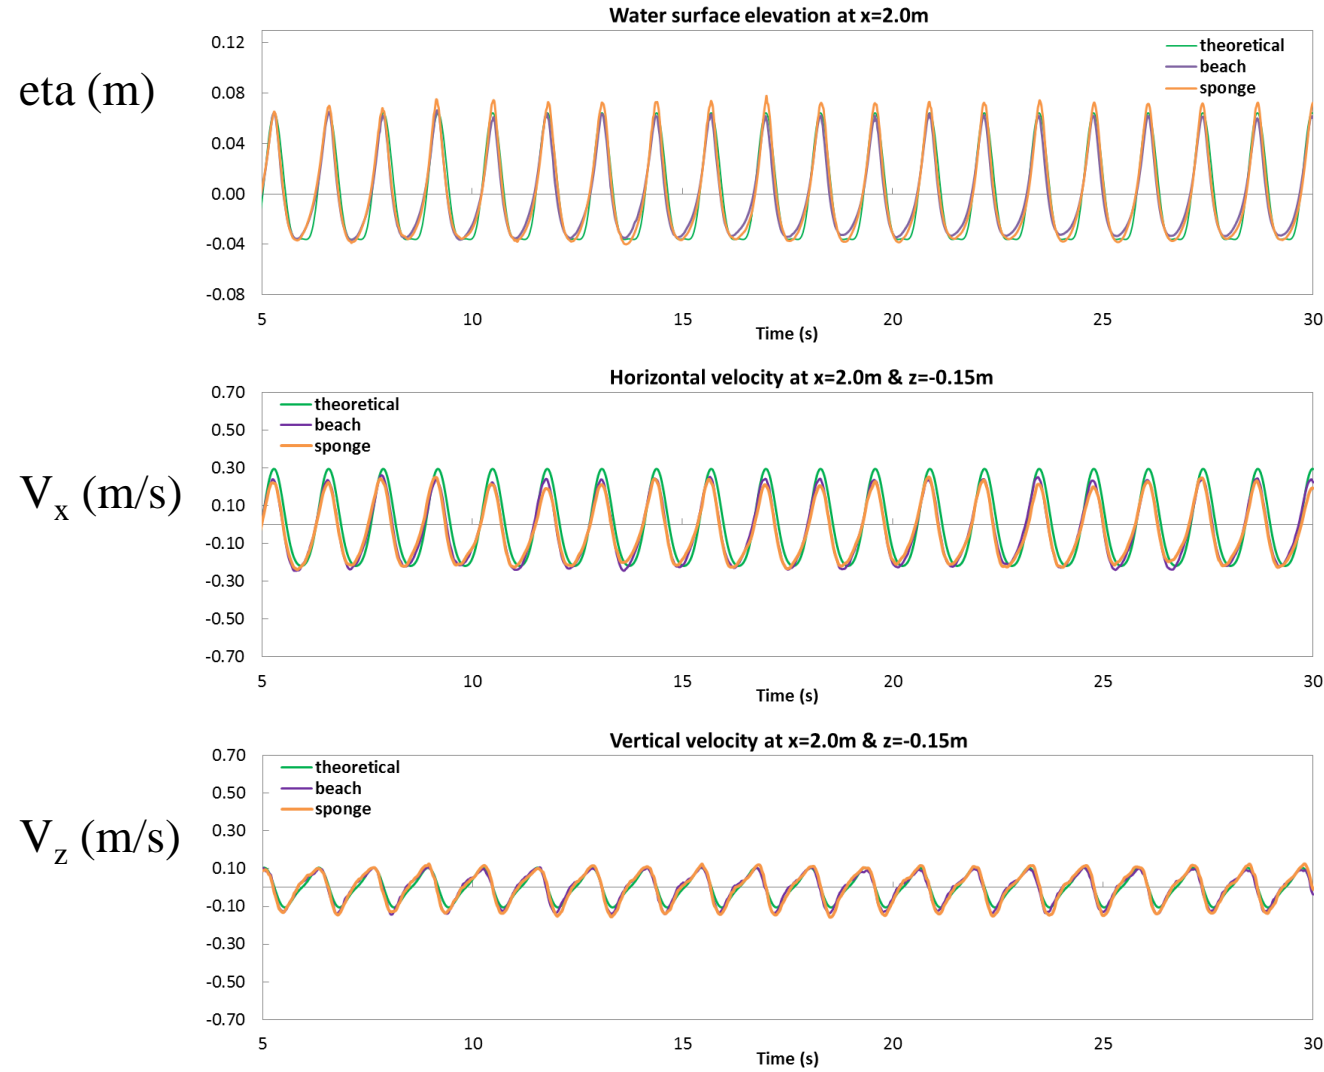 Water surface elevation at x=2.0m
eta (m)
0.12
0.08
0.04
0.00
-0.04
-0.08
theoretical
beach
sponge
5 10 15 20 25 30
Time (s)
Horizontal velocity at x=2.0m & z=-0.15m
Vx (m/s)
0.70
0.50
0.30
0.10
-0.10
-0.30
-0.50
-0.70
theoretical
beach
sponge
5 10 15 20 25 30
Time (s)
Vertical velocity at x=2.0m & z=-0.15m
Vz (m/s)
0.70
0.50
0.30
0.10
-0.10
-0.30
-0.50
-0.70
theoretical
beach
sponge
5 10 15 20 25 30
Time (s)